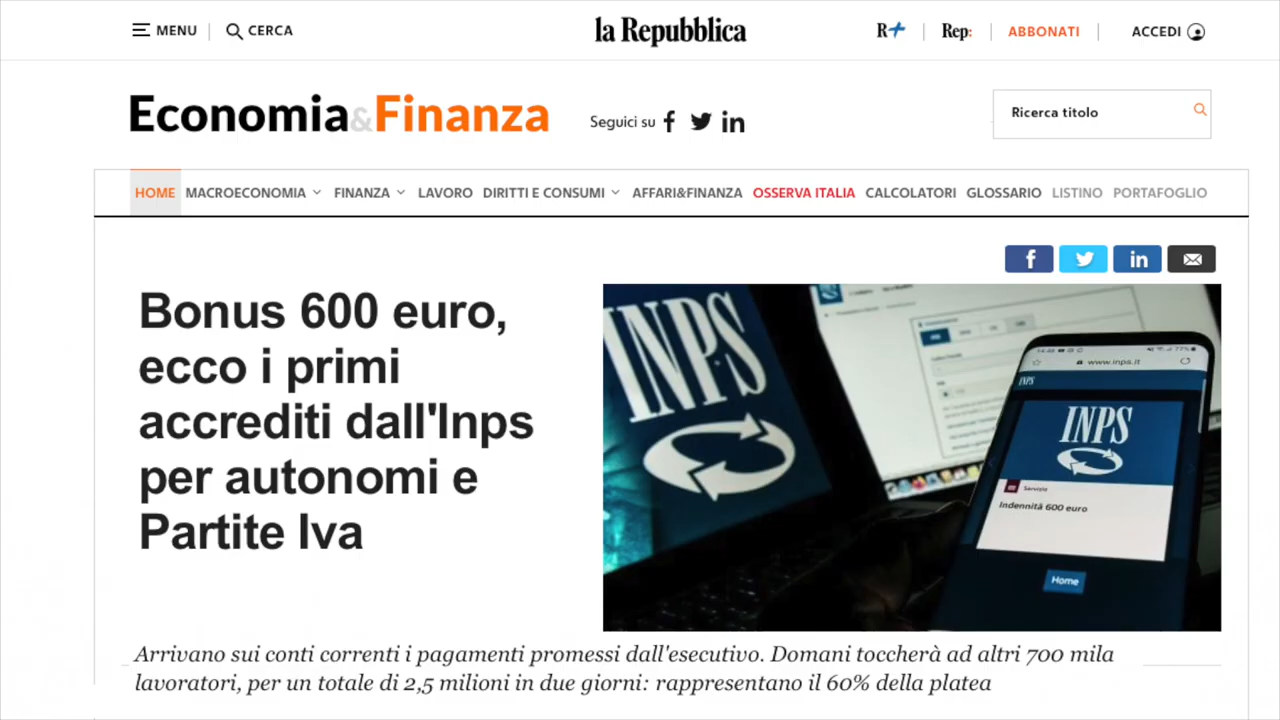 MENU
CERCA
la Repubblica
R+
Rep:
ABBONATI
ACCEDI
Economia&Finanza
Seguici su
Ricerca titolo
HOME MACROECONOMIA FINANZA LAVORO DIRITTI E CONSUMI AFFARI&FINANZA OSSERVA ITALIA CALCOLATORI GLOSSARIO LISTINO PORTAFOGLIO
Bonus 600 euro,
ecco i primi
accrediti dall'Inps
per autonomi e
Partite Iva
INPS
www.inps.it
INPS
INPS
Servizio
Indennità 600 euro
Home
Arrivano sui conti correnti i pagamenti promessi dall'esecutivo. Domani toccherà ad altri 700 mila
lavoratori, per un totale di 2,5 milioni in due giorni: rappresentano il 60% della platea